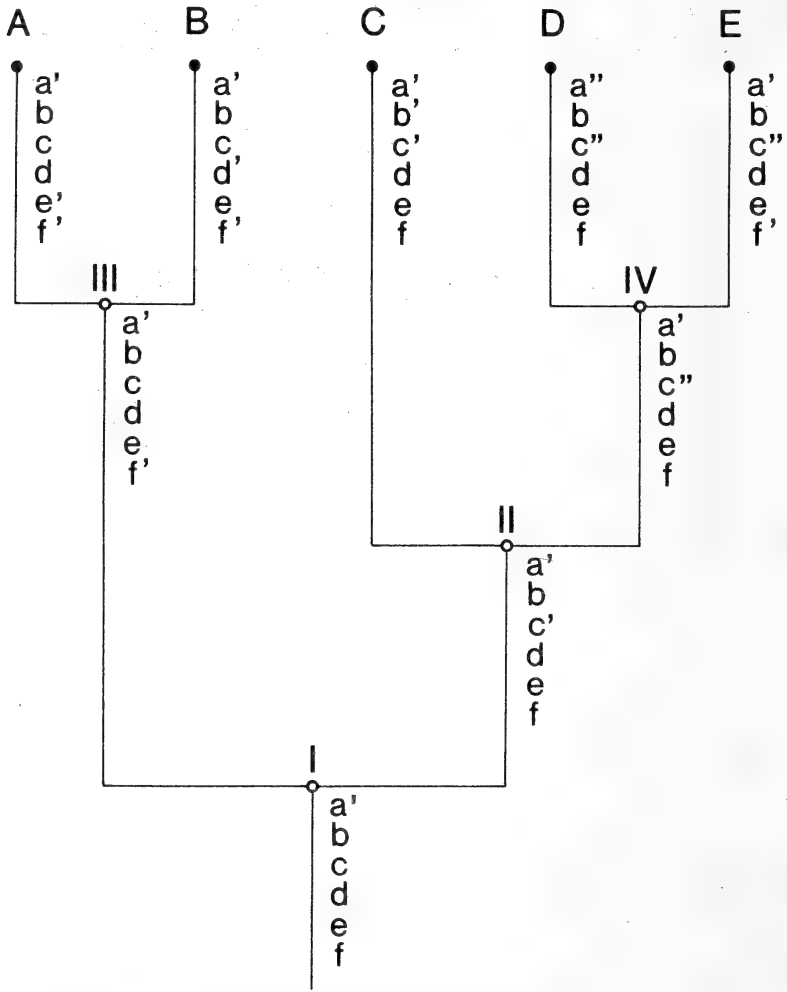 A B C D E
a' a' a' a" a'
b b b' b b
c c c' c" c"
d d' d d d
e' e e e e
f' f' f f f'
III IV
a' a'
b b
c c"
d d
e e
f' f
II
a'
b
c'
d
e
f
I
a'
b
c
d
e
f